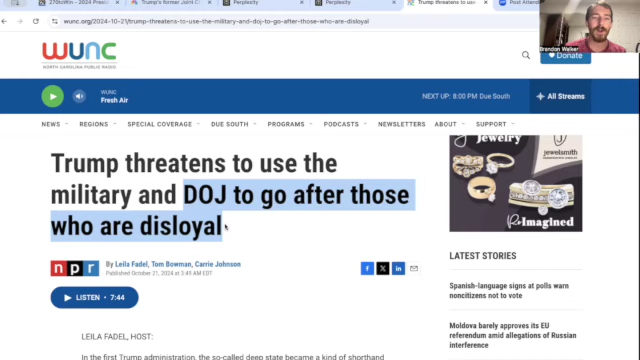 270toWin - 2024 Presi
Trump's former Joint C
Perplexity
Perplexity
Trump threatens to use
Post Attend
wunc.org/2024-10-21/trump-threatens-to-use-the-military-and-doj-to-go-after-those-who-are-disloyal
Brandon Welker
WUNC
NORTH CAROLINA PUBLIC RADIO
Donate
WUNC
Fresh Air
NEXT UP: 8:00 PM Due South
All Streams
NEWS
REGIONS
SPECIAL COVERAGE
DUE SOUTH
PROGRAMS
PODCASTS
NEWSLETTERS
ABOUT
SUPPORT
Trump threatens to use the
military and DOJ to go after those
who are disloyal
n p r
By Leila Fadel, Tom Bowman, Carrie Johnson
Published October 21, 2024 at 3:49 AM EDT
LISTEN • 7:44
LEILA FADEL, HOST:
In the first Trump administration, the so-called deep state became a kind of shorthand
Jewelry
jewelsmith
Re Imagined
LATEST STORIES
Spanish-language signs at polls warn
noncitizens not to vote
Moldova barely approves its EU
referendum amid allegations of Russian
interference